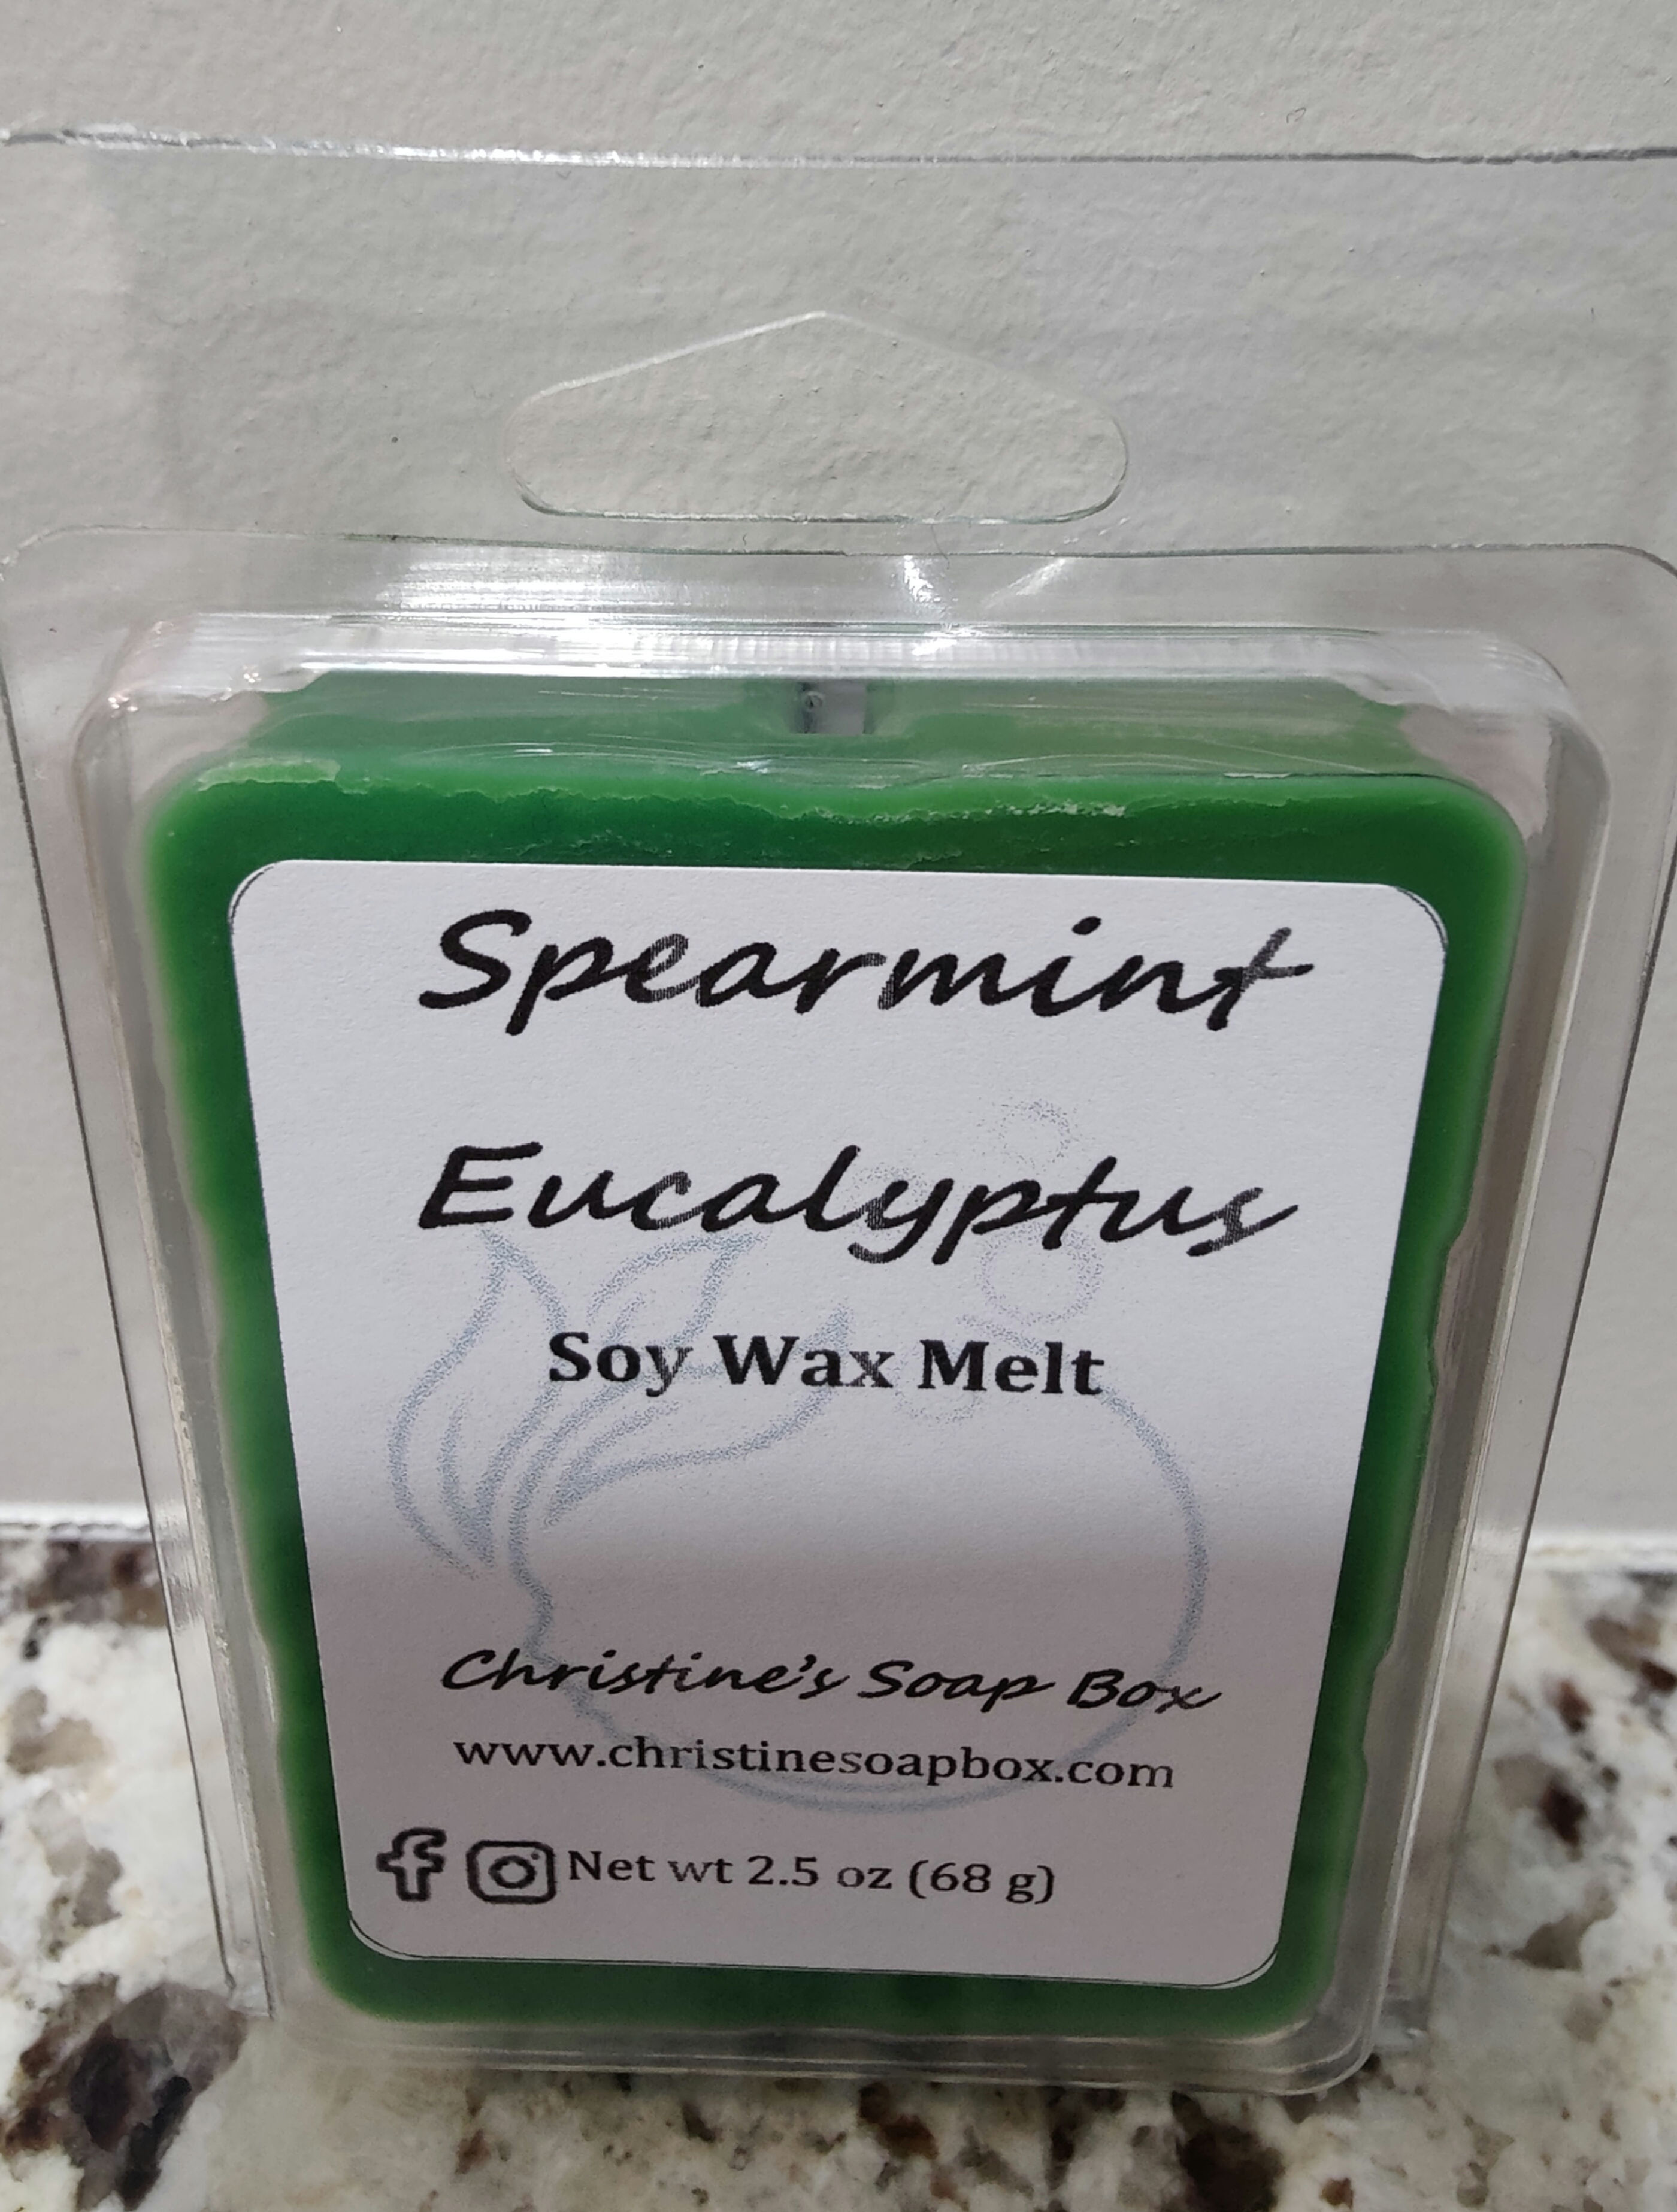 Spearmint
Eucalyptus
Soy Wax Melt
Christine's Soap Box
www.christinesoapbox.com
Net wt 2.5 oz (68 g)